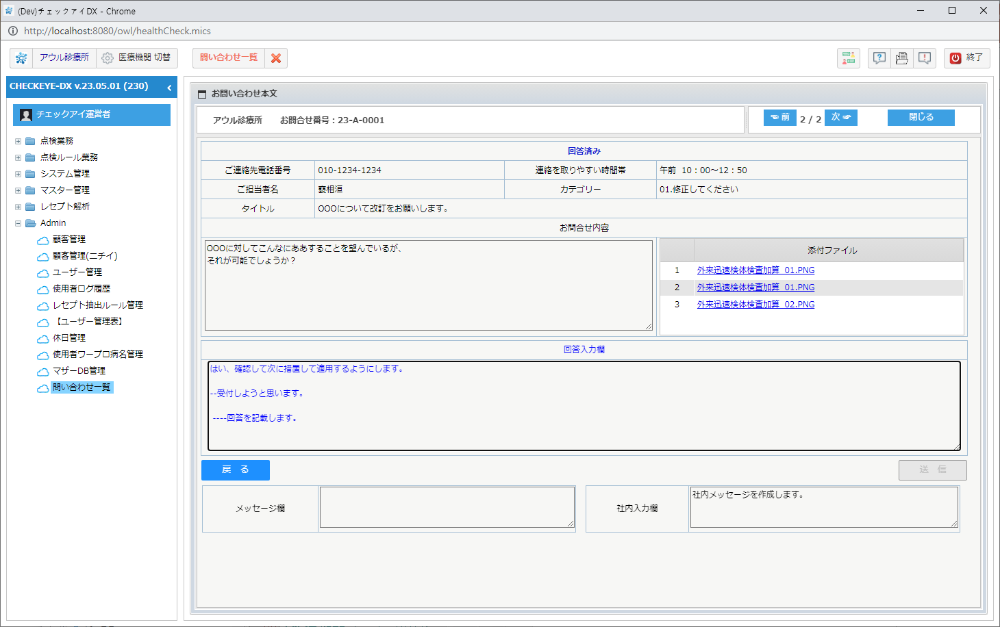 (Dev)チェックアイDX - Chrome
http://localhost:8080/owl/healthCheck.mics
アウル診療所 医療機関 切替 問い合わせ一覧 終了
CHECKEYE-DX v.23.05.01 (230)
チェックアイ運営者
点検業務
点検ルール業務
システム管理
マスター管理
レセプト解析
Admin
顧客管理
顧客管理(ニチイ)
ユーザー管理
使用者ログ履歴
レセプト抽出ルール管理
【ユーザー管理表】
休日管理
使用者ワープロ病名管理
マザーDB管理
問い合わせ一覧
お問い合わせ本文
アウル診療所 お問合せ番号 : 23-A-0001
前 2 / 2 次 閉じる
回答済み
ご連絡先電話番号 010-1234-1234 連絡を取りやすい時間帯 午前 10：00～12：50
ご担当者名 裵相洹 カテゴリー 01.修正してください
タイトル OOOについて改訂をお願いします。
お問合せ内容
OOOに対してこんなにああすることを望んでいるが、
それが可能でしょうか？
添付ファイル
1 外来迅速検体検査加算_01.PNG
2 外来迅速検体検査加算_01.PNG
3 外来迅速検体検査加算_02.PNG
回答入力欄
はい、確認して次に措置して適用するようにします。
--受付しようと思います。
----回答を記載します。
戻 る 送 信
メッセージ欄
社内入力欄 社内メッセージを作成します。